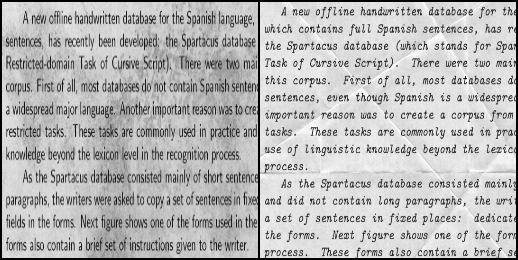 A new offline handwritten database for the Spanish language,
sentences, has recently been developed: the Spartacus database
Restricted-domain Task of Cursive Script). There were two mai
corpus. First of all, most databases do not contain Spanish senten
a widespread major language. Another important reason was to crea
restricted tasks. These tasks are commonly used in practice and
knowledge beyond the lexicon level in the recognition process.
As the Spartacus database consisted mainly of short sentence
paragraphs, the writers were asked to copy a set of sentences in fixed
fields in the forms. Next figure shows one of the forms used in the
forms also contain a brief set of instructions given to the writer.
A new offline handwritten database for the
which contains full Spanish sentences, has re
the Spartacus database (which stands for Span
Task of Cursive Script). There were two main
this corpus. First of all, most databases do
sentences, even though Spanish is a widespread
important reason was to create a corpus from
tasks. These tasks are commonly used in prac
use of linguistic knowledge beyond the lexico
process.
As the Spartacus database consisted mainly
and did not contain long paragraphs, the writ
a set of sentences in fixed places: dedicate
the forms. Next figure shows one of the form
process. These forms also contain a brief se